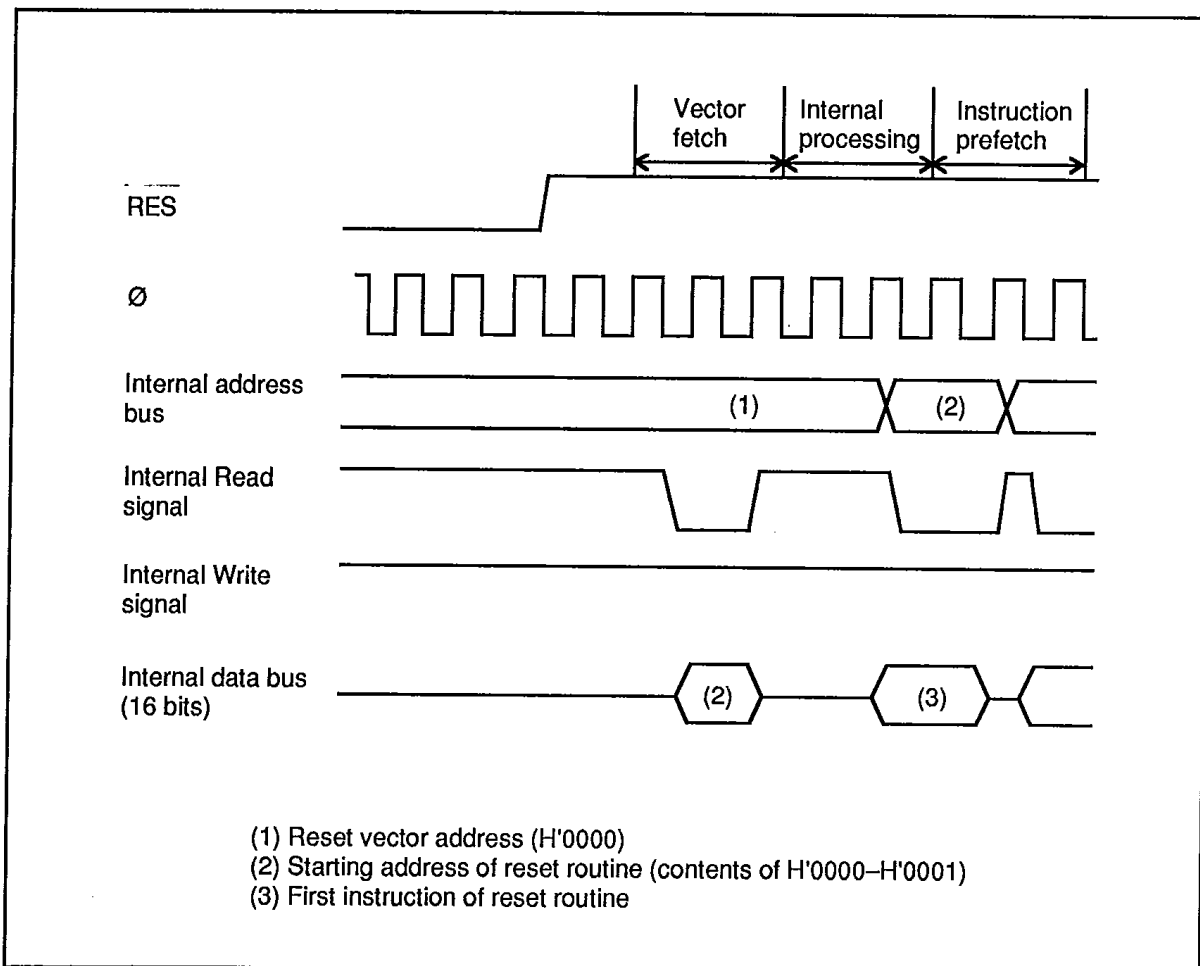 Vector fetch
Internal processing
Instruction prefetch
RES
Ø
Internal address bus
(1)
(2)
Internal Read signal
Internal Write signal
Internal data bus (16 bits)
(2)
(3)
(1) Reset vector address (H'0000)
(2) Starting address of reset routine (contents of H'0000–H'0001)
(3) First instruction of reset routine